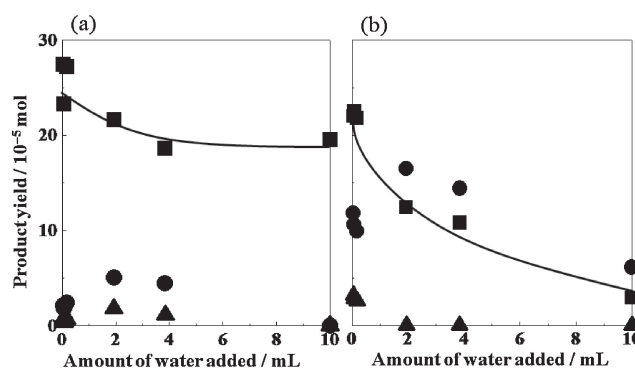 (a)
(b)
30
20
10
0
Product yield / 10⁻⁵ mol
0 2 4 6 8 10
0 2 4 6 8 10
Amount of water added / mL
Amount of water added / mL